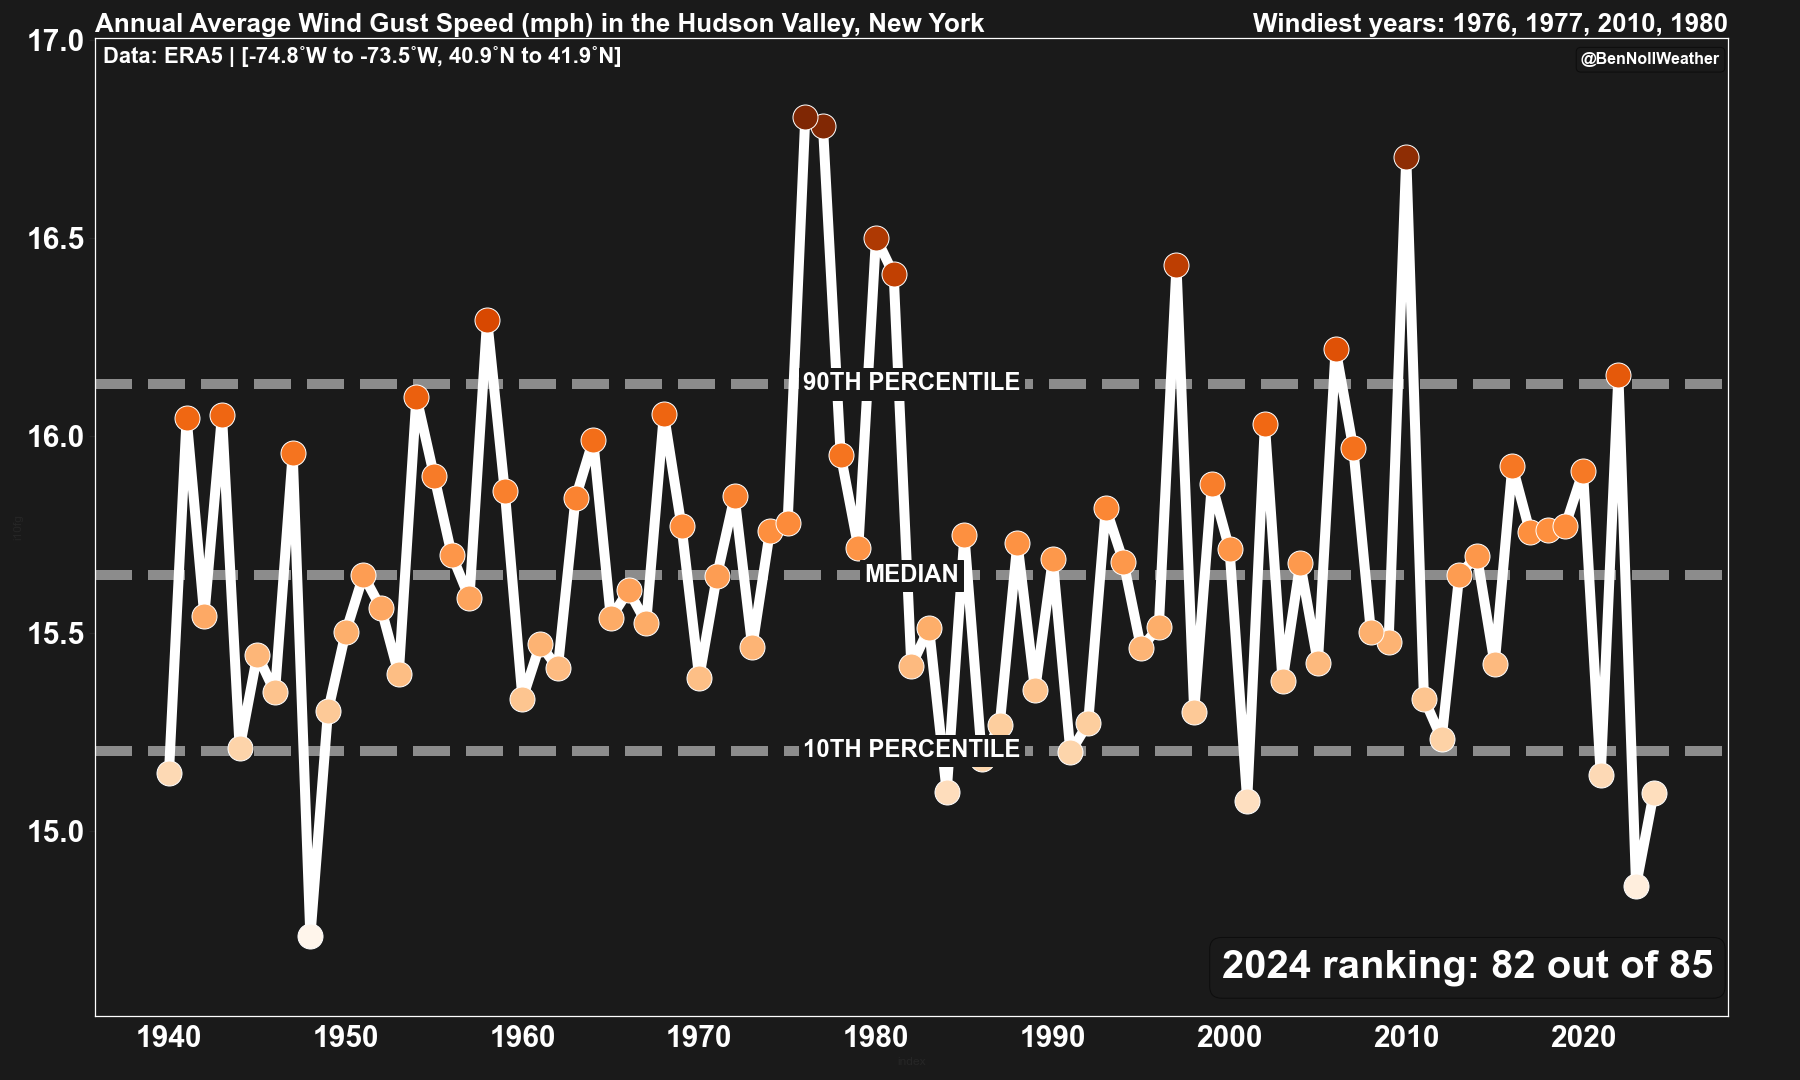 Annual Average Wind Gust Speed (mph) in the Hudson Valley, New York
Windiest years: 1976, 1977, 2010, 1980
Data: ERA5 | [-74.8°W to -73.5°W, 40.9°N to 41.9°N]
@BenNollWeather
17.0
16.5
16.0
15.5
15.0
90TH PERCENTILE
MEDIAN
10TH PERCENTILE
2024 ranking: 82 out of 85
1940 1950 1960 1970 1980 1990 2000 2010 2020
index